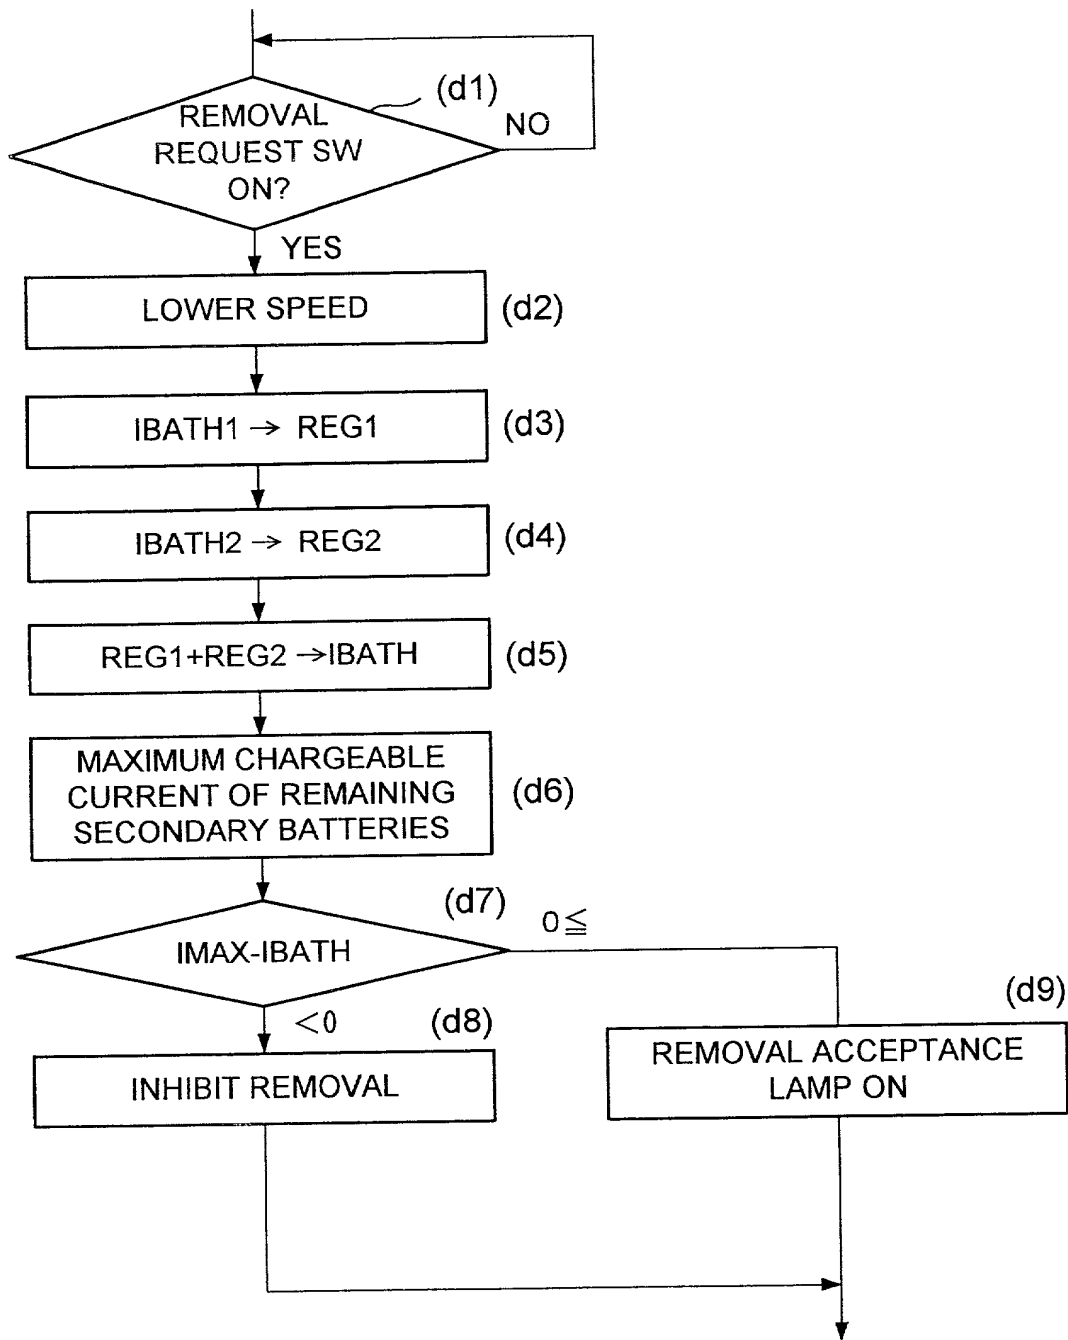 (d1)
REMOVAL
REQUEST SW
ON?
NO
YES
LOWER SPEED
(d2)
IBATH1 → REG1
(d3)
IBATH2 → REG2
(d4)
REG1+REG2 →IBATH
(d5)
MAXIMUM CHARGEABLE
CURRENT OF REMAINING
SECONDARY BATTERIES
(d6)
(d7)
IMAX-IBATH
0≦
<0
(d8)
INHIBIT REMOVAL
(d9)
REMOVAL ACCEPTANCE
LAMP ON